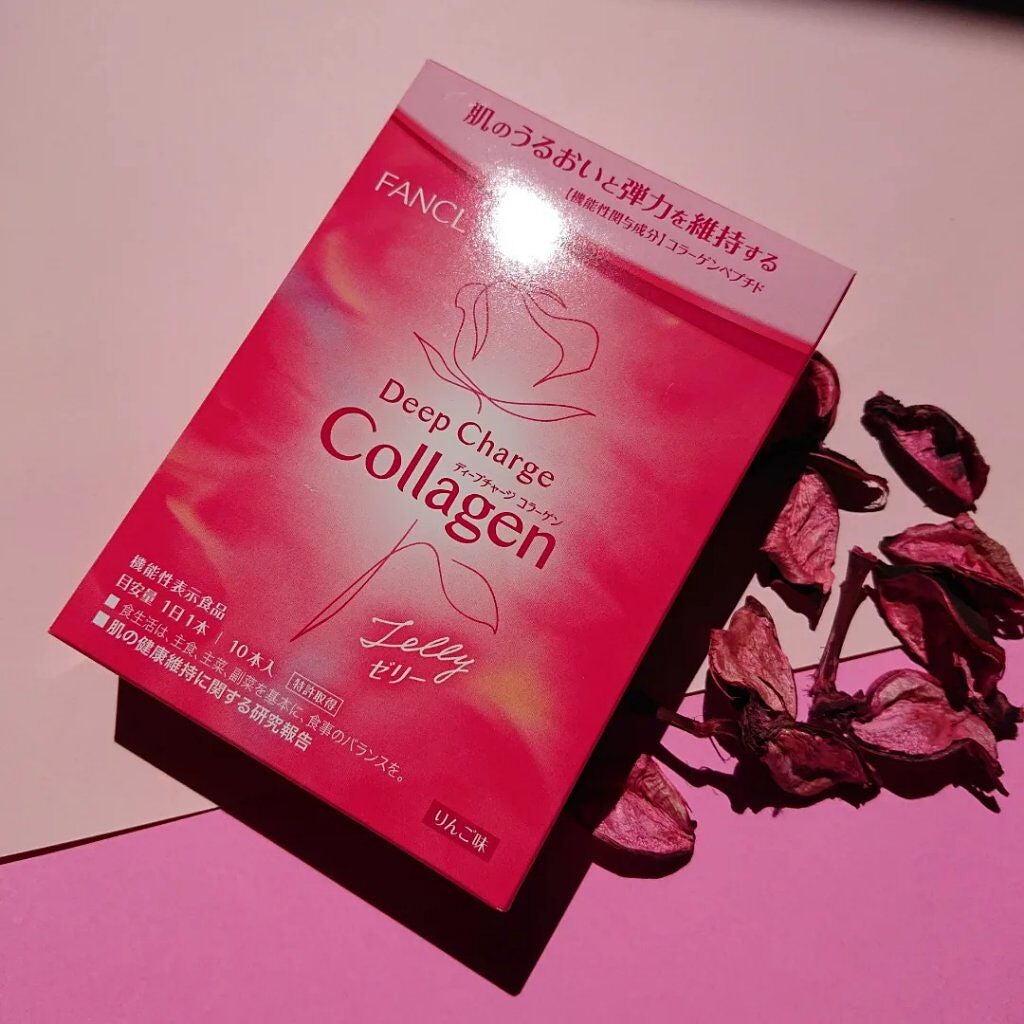 肌のうるおいと弾力を維持する
【機能性関与成分】コラーゲンペプチド
FANCL
Deep Charge
Collagen
ディープチャージ コラーゲン
Jelly
ゼリー
機能性表示食品
目安量 1日1本 | 10本入 特許取得
■食生活は、主食、主菜、副菜を基本に、食事のバランスを。
■肌の健康維持に関する研究報告
りんご味